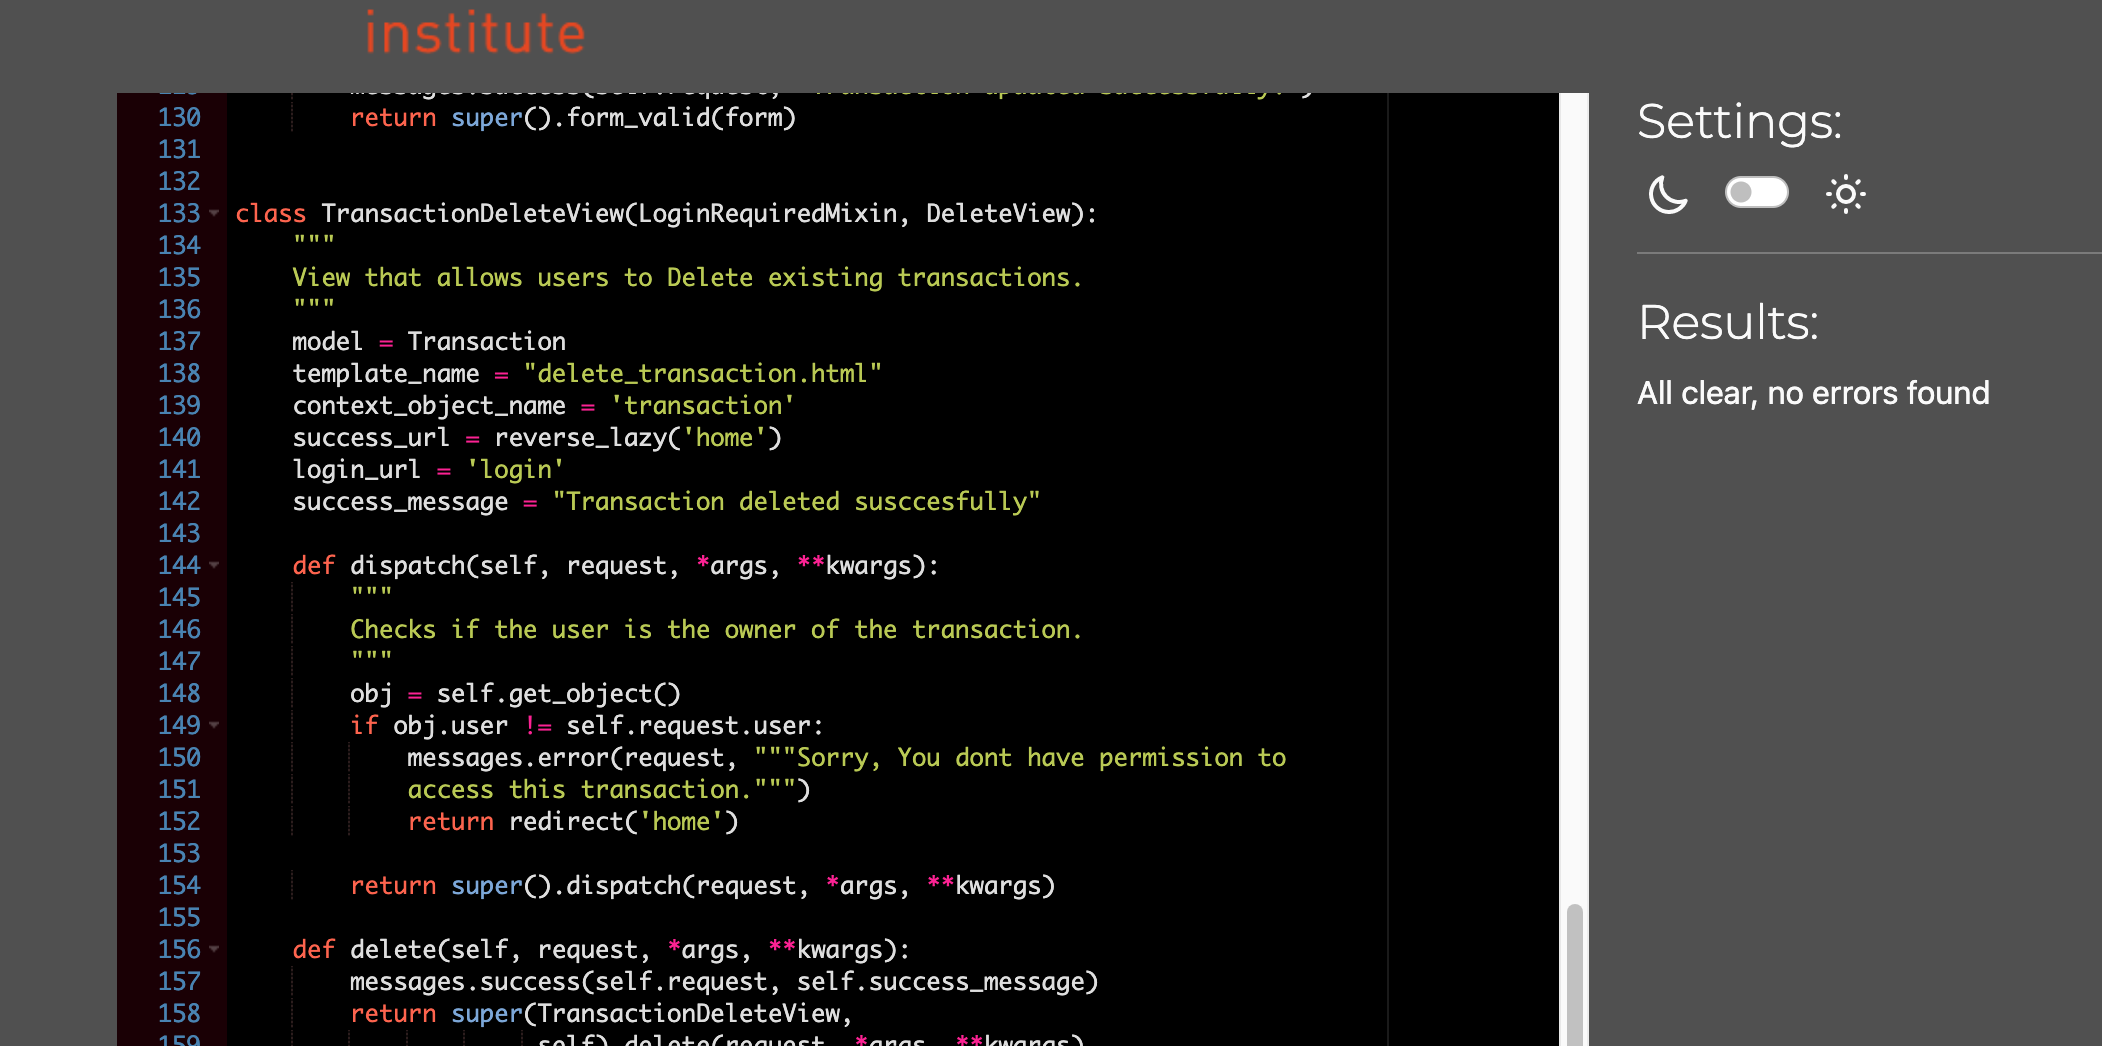 institute
130 return super().form_valid(form)
131
132
133 class TransactionDeleteView(LoginRequiredMixin, DeleteView):
134 """
135 View that allows users to Delete existing transactions.
136 """
137 model = Transaction
138 template_name = "delete_transaction.html"
139 context_object_name = 'transaction'
140 success_url = reverse_lazy('home')
141 login_url = 'login'
142 success_message = "Transaction deleted susccesfully"
143
144 def dispatch(self, request, *args, **kwargs):
145 """
146 Checks if the user is the owner of the transaction.
147 """
148 obj = self.get_object()
149 if obj.user != self.request.user:
150 messages.error(request, """Sorry, You dont have permission to
151 access this transaction.""")
152 return redirect('home')
153
154 return super().dispatch(request, *args, **kwargs)
155
156 def delete(self, request, *args, **kwargs):
157 messages.success(self.request, self.success_message)
158 return super(TransactionDeleteView,
159 self).delete(request, *args, **kwargs)
Settings:
Results:
All clear, no errors found